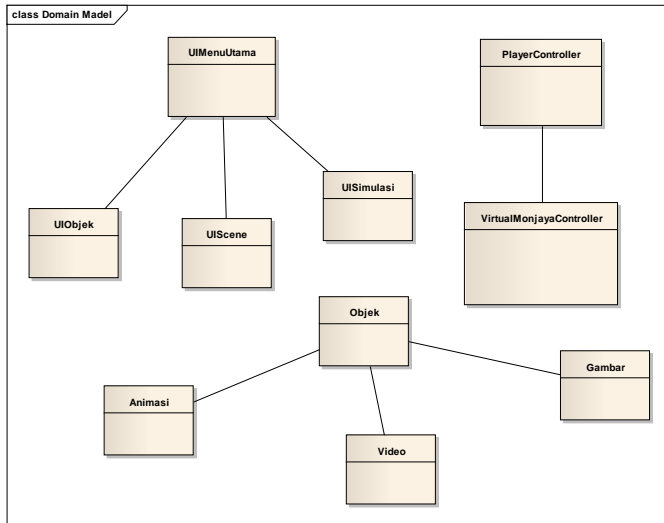 class Domain Madel
UIMenuUtama
PlayerController
UISimulasi
UIObjek
UIScene
VirtualMonjayaController
Objek
Gambar
Animasi
Video